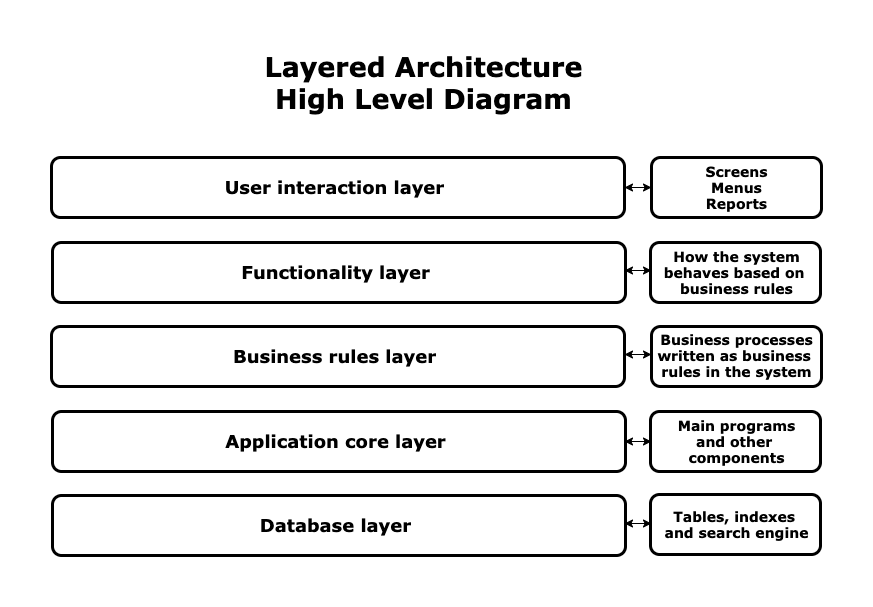 Layered Architecture
High Level Diagram
User interaction layer
Screens
Menus
Reports
Functionality layer
How the system
behaves based on
business rules
Business rules layer
Business processes
written as business
rules in the system
Application core layer
Main programs
and other
components
Database layer
Tables, indexes
and search engine